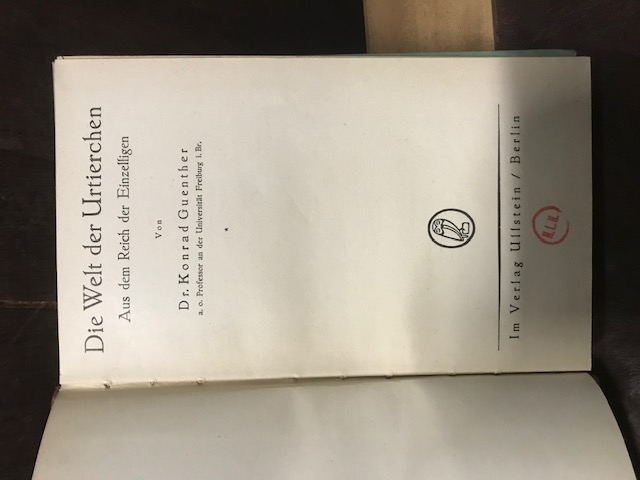 Die Welt der Urtierchen
Aus dem Reich der Einzelligen
Von
Dr. Konrad Guenther
a. o. Professor an der Universität Freiburg i. Br.
*
Im Verlag Ullstein / Berlin